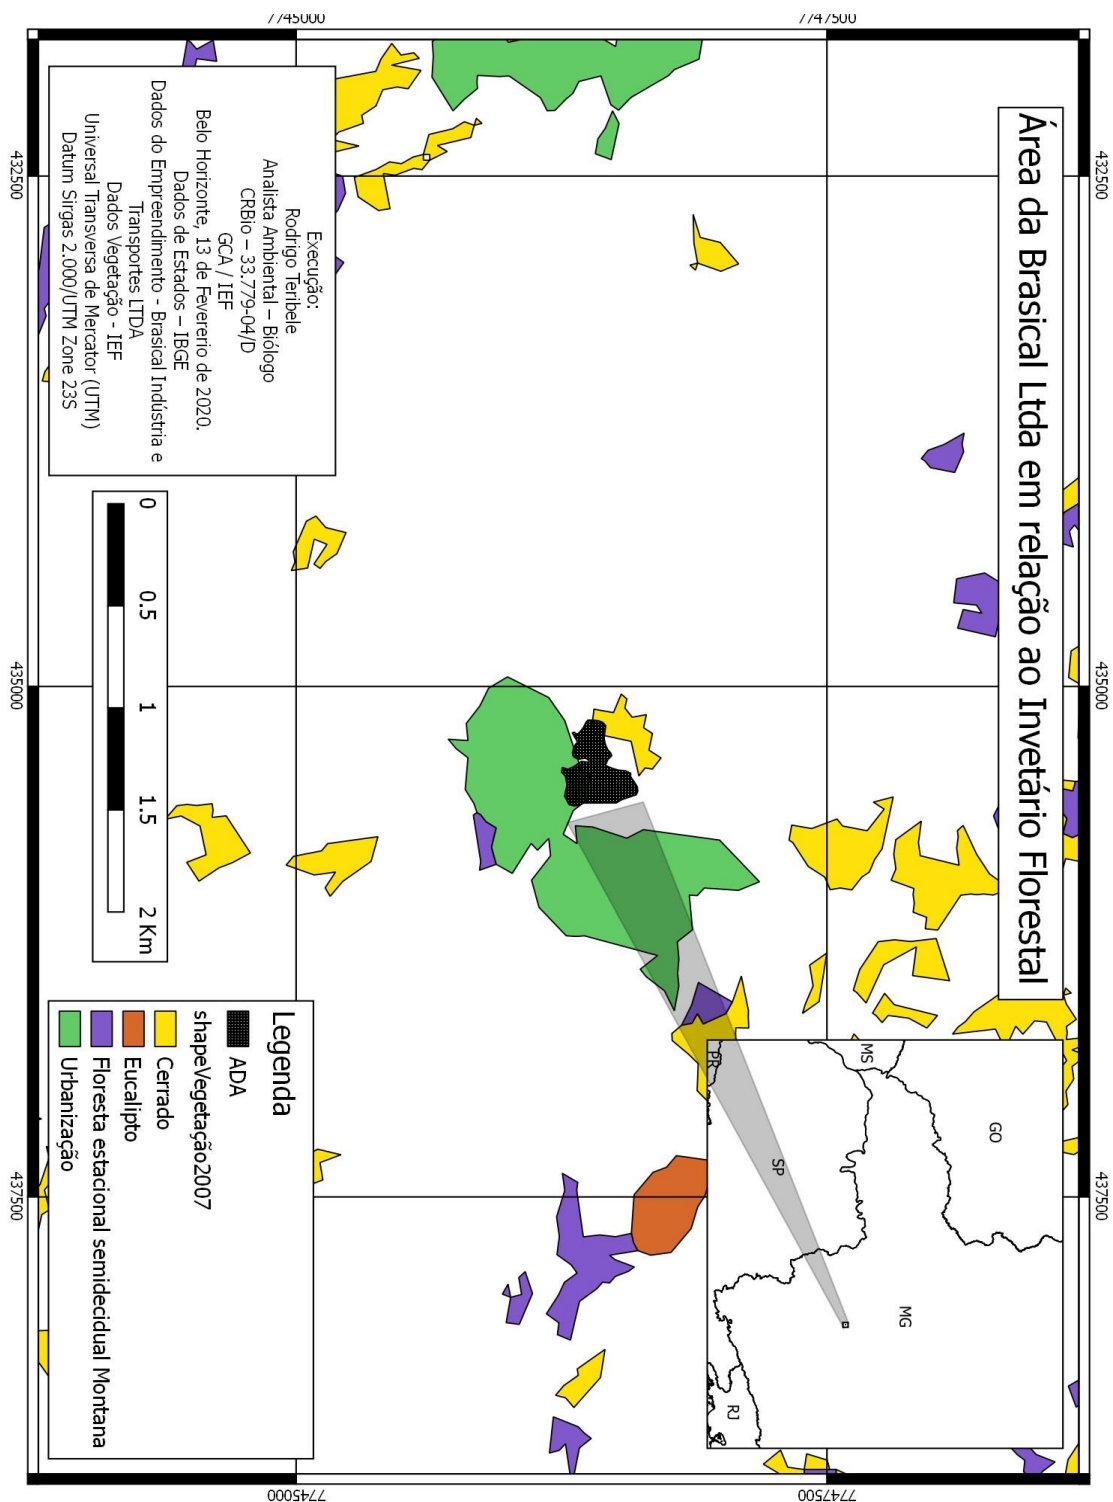 Área da Brasical Ltda em relação ao Invetário Florestal
432500
435000
437500
7747500
7747500
7745000
7745000
432500
435000
437500
GO
MS
MG
SP
PR
RJ
Execução:
Rodrigo Teribele
Analista Ambiental – Biólogo
CRBio – 33.779-04/D
GCA / IEF
Belo Horizonte, 13 de Fevererio de 2020.
Dados de Estados – IBGE
Dados do Empreendimento - Brasical Indústria e
Transportes LTDA
Dados Vegetação - IEF
Universal Transversa de Mercator (UTM)
Datum Sirgas 2.000/UTM Zone 23S
0 0.5 1 1.5 2 Km
Legenda
ADA
shapeVegetação2007
Cerrado
Eucalipto
Floresta estacional semidecidual Montana
Urbanização